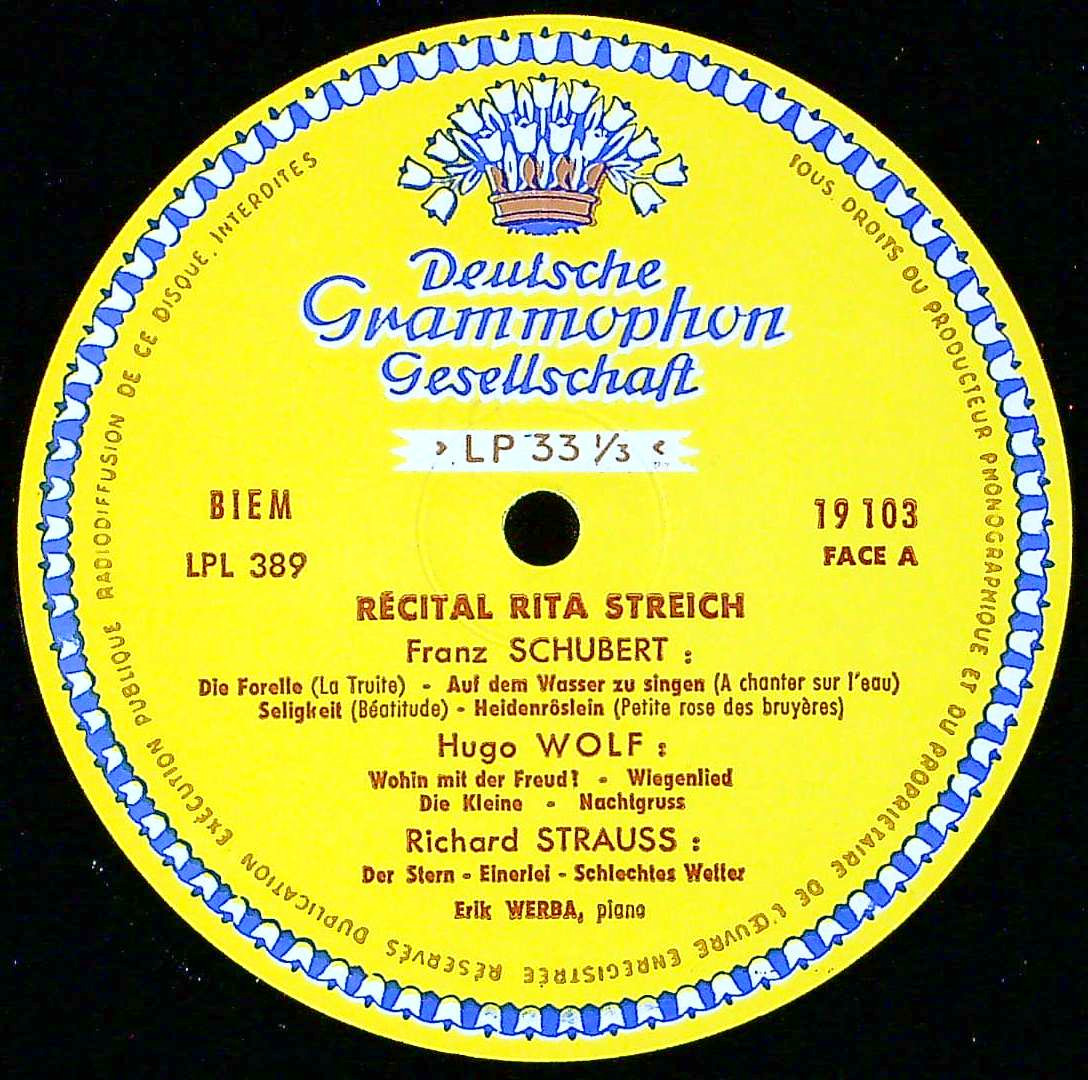 Deutsche
Grammophon
Gesellschaft
› LP 33 1/3 ‹
BIEM
LPL 389
19 103
FACE A
RÉCITAL RITA STREICH
Franz SCHUBERT :
Die Forelle (La Truite) - Auf dem Wasser zu singen (A chanter sur l'eau)
Seligkeit (Béatitude) - Heidenröslein (Petite rose des bruyères)
Hugo WOLF :
Wohin mit der Freud? - Wiegenlied
Die Kleine - Nachtgruss
Richard STRAUSS :
Der Stern - Einerlei - Schlechtes Wetter
Erik WERBA, piano
TOUS DROITS DU PRODUCTEUR PHONOGRAPHIQUE ET DU PROPRIÉTAIRE DE L'ŒUVRE ENREGISTRÉE RÉSERVÉS DUPLICATION EXÉCUTION PUBLIQUE RADIODIFFUSION DE CE DISQUE. INTERDITES